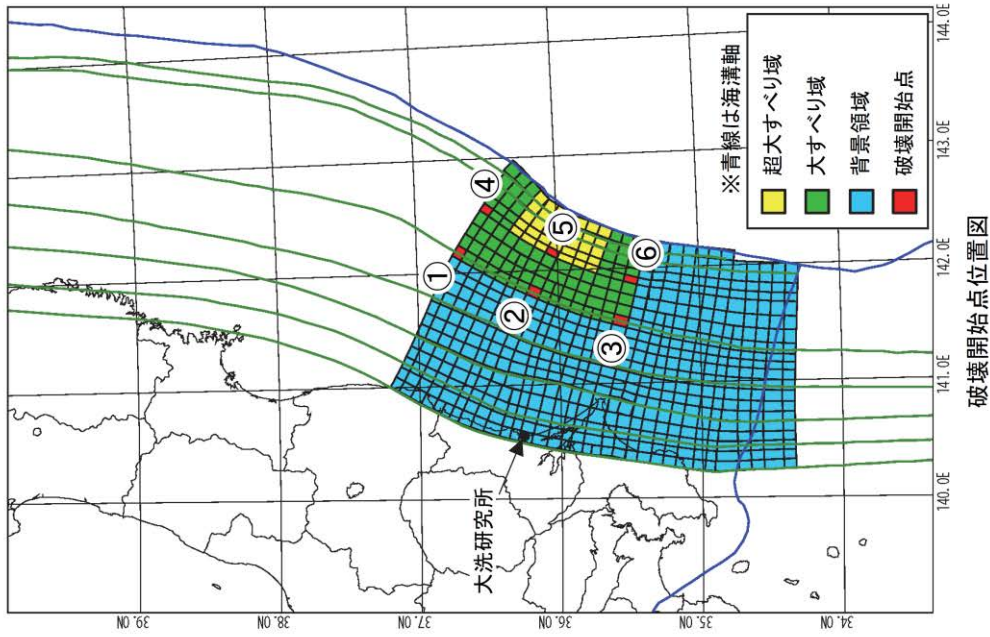 39.0N
38.0N
37.0N
36.0N
35.0N
34.0N
140.0E
141.0E
142.0E
143.0E
144.0E
大洗研究所
①
②
③
④
⑤
⑥
※青線は海溝軸
超大すべり域
大すべり域
背景領域
破壊開始点
破壊開始点位置図